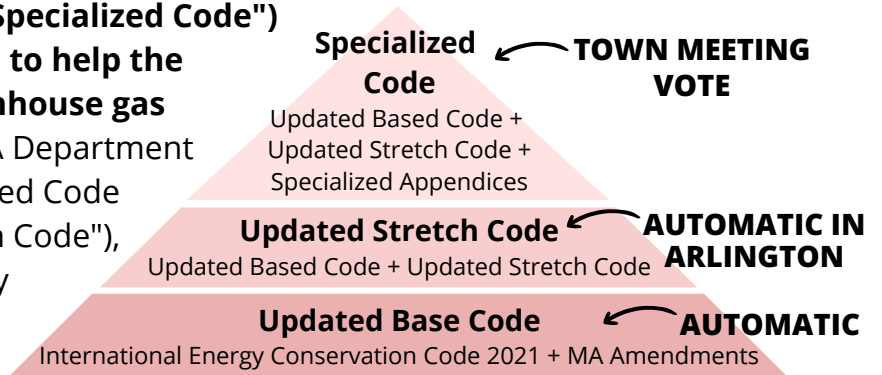 Specialized Code")
to help the
nhouse gas
A Department
ed Code
n Code"),
y
Specialized
Code
Updated Based Code +
Updated Stretch Code +
Specialized Appendices
TOWN MEETING
VOTE
Updated Stretch Code
Updated Based Code + Updated Stretch Code
AUTOMATIC IN
ARLINGTON
Updated Base Code
International Energy Conservation Code 2021 + MA Amendments
AUTOMATIC